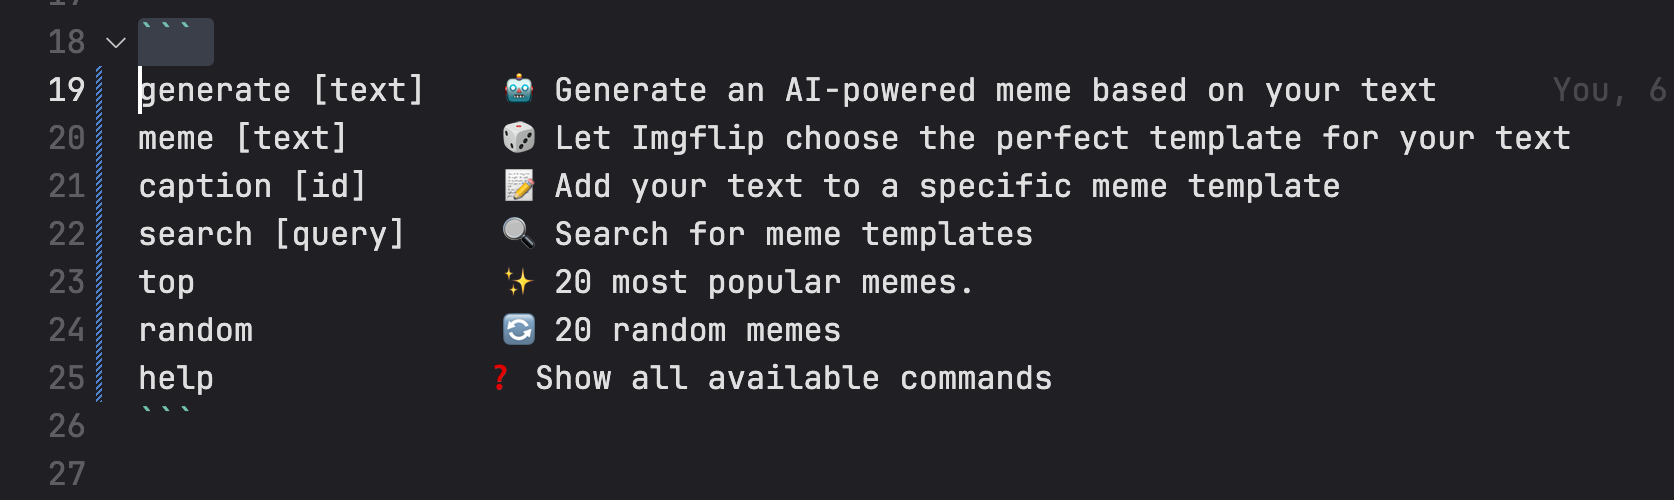 18 ```
19 generate [text] 🤖 Generate an AI-powered meme based on your text You, 6
20 meme [text] 🎲 Let Imgflip choose the perfect template for your text
21 caption [id] 📝 Add your text to a specific meme template
22 search [query] 🔍 Search for meme templates
23 top ✨ 20 most popular memes.
24 random 🔄 20 random memes
25 help ❓ Show all available commands
26 ```
27